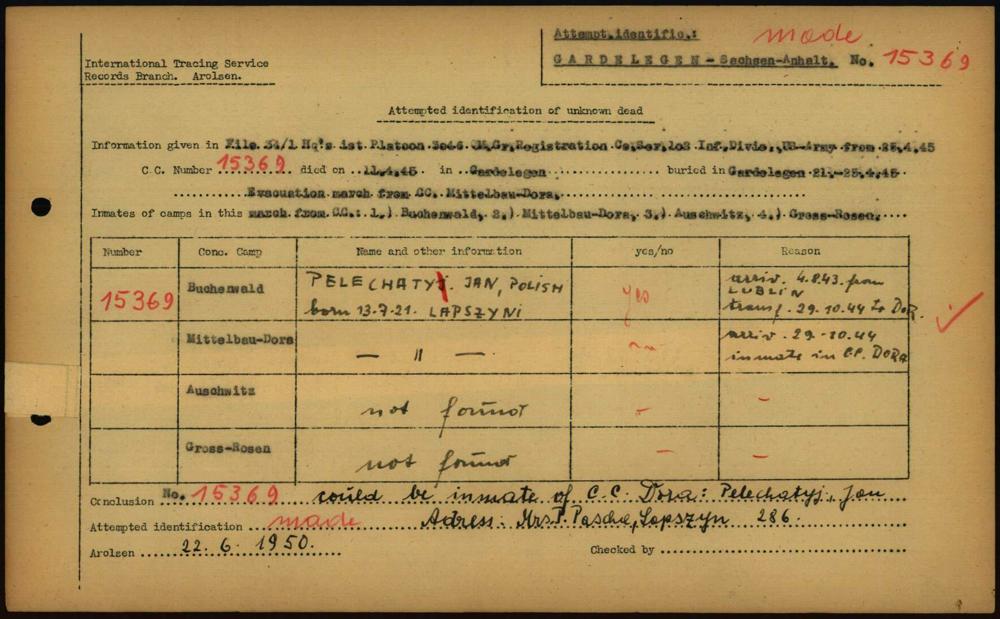 Attempt.identific.: made
International Tracing Service
Records Branch. Arolsen.
GARDELEGEN - Sachsen-Anhalt. No. 15369
Attempted identification of unknown dead
Information given in File 34/1 Hq's ist Platoon 3046 QM,Gr,Registration Co,Ser,102 Inf,Divis.,US-Army from 25.4.45
C.C. Number 15369 died on 11.4.45 in Gardelegen buried in Gardelegen 21.-25.4.45
Evacuation march from CC. Mittelbau-Dora.
Inmates of camps in this march from CC.: 1.) Buchenwald, 2.) Mittelbau-Dora, 3.) Auschwitz, 4.) Gross-Rosen.
Number Conc. Camp Name and other information yes/no Reason
15369 Buchenwald PELECHATYJ. JAN, POLISH
born 13.7.21. LAPSZYNI yes arriv. 4.8.43 from
LUBLIN
transf. 29.10.44 to DOR.
Mittelbau-Dora — " — arriv. 29.10.44
inmate in CC. DORA
Auschwitz not found - -
Gross-Rosen not found - -
Conclusion No. 15369 could be inmate of C.C. Dora: Pelechatyj, Jan
Attempted identification made Adress: Mrs. P. Pascha, Lapszyn 286.
Arolsen 22. 6. 1950. Checked by